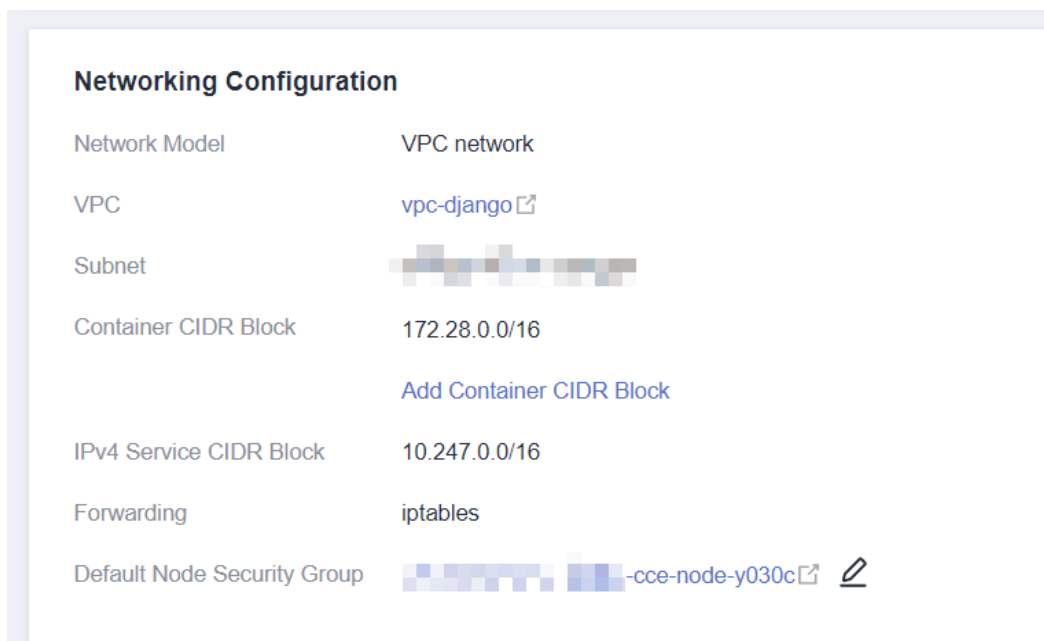 Networking Configuration
Network Model VPC network
VPC vpc-django
Subnet
Container CIDR Block 172.28.0.0/16
Add Container CIDR Block
IPv4 Service CIDR Block 10.247.0.0/16
Forwarding iptables
Default Node Security Group -cce-node-y030c